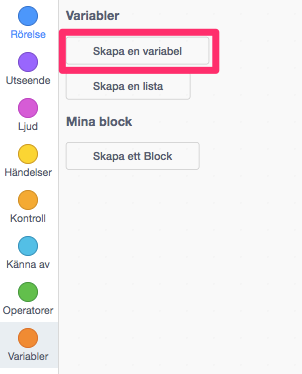 Rörelse
Utseende
Ljud
Händelser
Kontroll
Känna av
Operatorer
Variabler
Variabler
Skapa en variabel
Skapa en lista
Mina block
Skapa ett Block